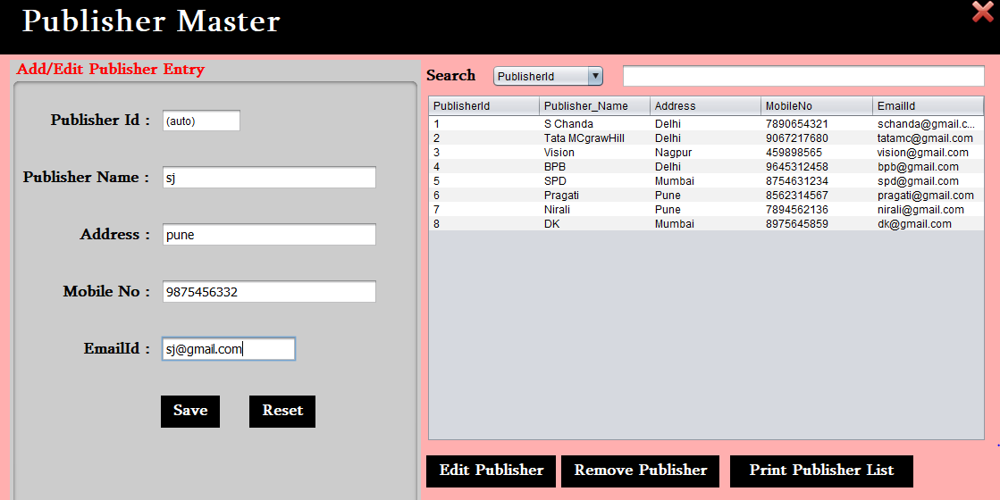 Publisher Master
Add/Edit Publisher Entry
Publisher Id : (auto)
Publisher Name : sj
Address : pune
Mobile No : 9875456332
EmailId : sj@gmail.com
Save Reset
Search PublisherId
PublisherId Publisher_Name Address MobileNo EmailId
1 S Chanda Delhi 7890654321 schanda@gmail.c...
2 Tata MCgrawHill Delhi 9067217680 tatamc@gmail.com
3 Vision Nagpur 459898565 vision@gmail.com
4 BPB Delhi 9645312458 bpb@gmail.com
5 SPD Mumbai 8754631234 spd@gmail.com
6 Pragati Pune 8562314567 pragati@gmail.com
7 Nirali Pune 7894562136 nirali@gmail.com
8 DK Mumbai 8975645859 dk@gmail.com
Edit Publisher Remove Publisher Print Publisher List